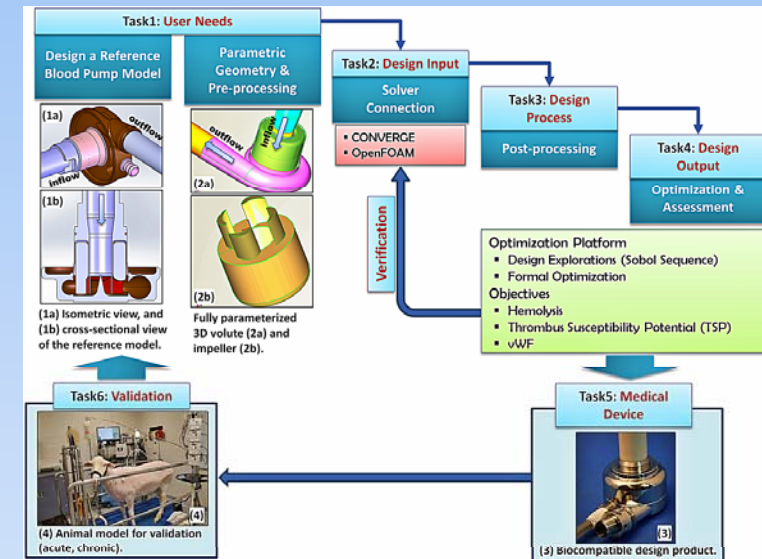 Task1: User Needs
Design a Reference
Blood Pump Model
Parametric
Geometry &
Pre-processing
(1a)
outflow
Inflow
(1b)
(1a) Isometric view, and
(1b) cross-sectional view
of the reference model.
outflow
Inflow
(2a)
(2b)
Fully parameterized
3D volute (2a) and
impeller (2b).
Task2: Design Input
Solver
Connection
▪ CONVERGE
▪ OpenFOAM
Task3: Design
Process
Post-processing
Task4: Design
Output
Optimization &
Assessment
Verification
Optimization Platform
▪ Design Explorations (Sobol Sequence)
▪ Formal Optimization
Objectives
▪ Hemolysis
▪ Thrombus Susceptibility Potential (TSP)
▪ vWF
Task5: Medical
Device
(3)
(3) Biocompatible design product.
Task6: Validation
(4)
(4) Animal model for validation
(acute, chronic).